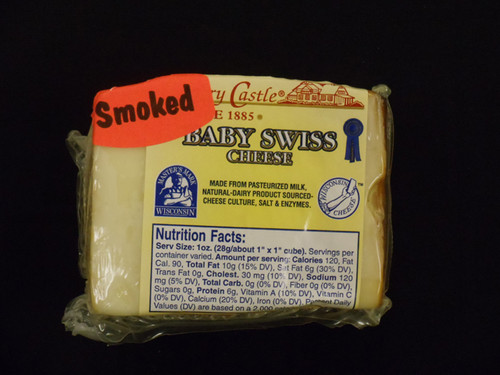 Smoked
ry Castle®
E 1885®
BABY SWISS
CHEESE
MASTER'S MARK
WISCONSIN
MADE FROM PASTEURIZED MILK,
NATURAL-DAIRY PRODUCT SOURCED-
CHEESE CULTURE, SALT & ENZYMES.
WISCONSIN
CHEESE
™
Nutrition Facts:
Serv Size: 1oz. (28g/about 1" x 1" cube). Servings per
container varied. Amount per serving: Calories 120, Fat
Cal. 90, Total Fat 10g (15% DV), Sat Fat 6g (30% DV),
Trans Fat 0g, Cholest. 30 mg (10% DV), Sodium 120
mg (5% DV), Total Carb. 0g (0% DV), Fiber 0g (0% DV),
Sugars 0g, Protein 6g, Vitamin A (10% DV), Vitamin C
(0% DV), Calcium (20% DV), Iron (0% DV). Percent Daily
Values (DV) are based on a 2,000